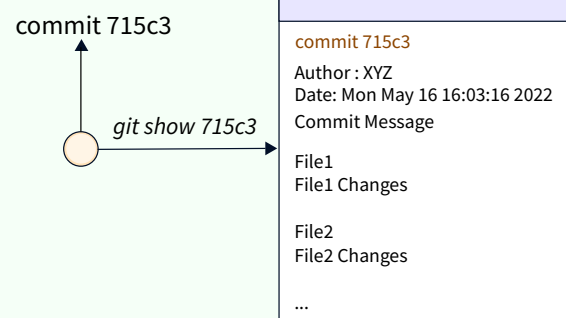 commit 715c3
git show 715c3
commit 715c3
Author : XYZ
Date: Mon May 16 16:03:16 2022
Commit Message
File1
File1 Changes
File2
File2 Changes
...